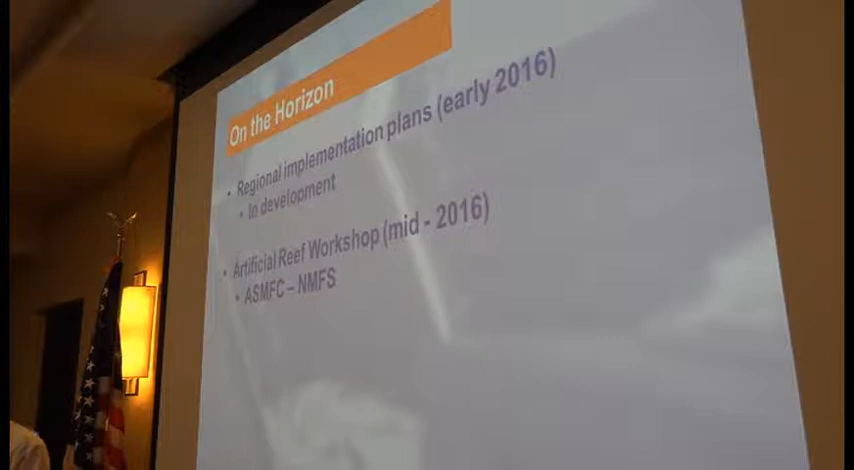 On the Horizon
• Regional implementation plans (early 2016)
• In development
• Artificial Reef Workshop (mid - 2016)
• ASMFC – NMFS